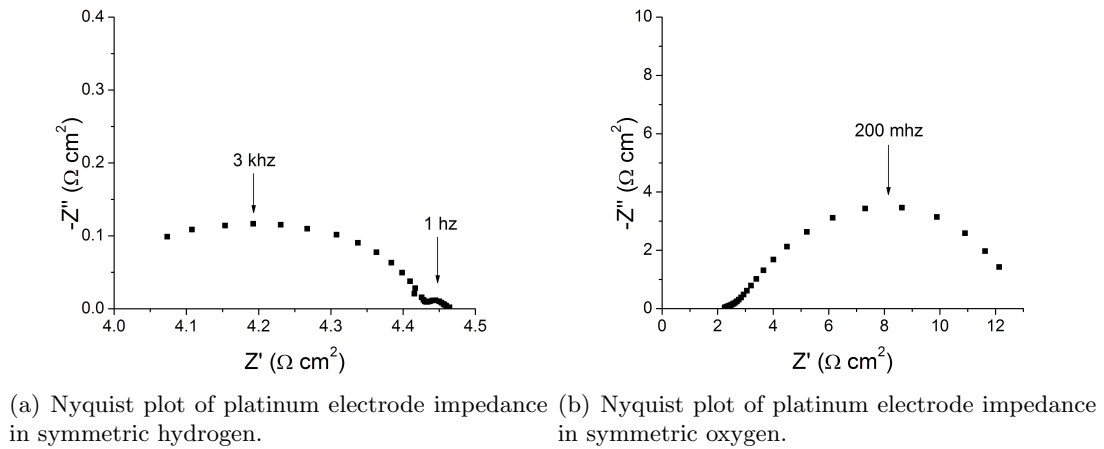 0.4
0.3
0.2
0.1
0.0
4.0 4.1 4.2 4.3 4.4 4.5
-Z'' (Ω cm²)
Z' (Ω cm²)
3 khz
1 hz
10
8
6
4
2
0
0 2 4 6 8 10 12
-Z'' (Ω cm²)
Z' (Ω cm²)
200 mhz
(a) Nyquist plot of platinum electrode impedance
in symmetric hydrogen.
(b) Nyquist plot of platinum electrode impedance
in symmetric oxygen.